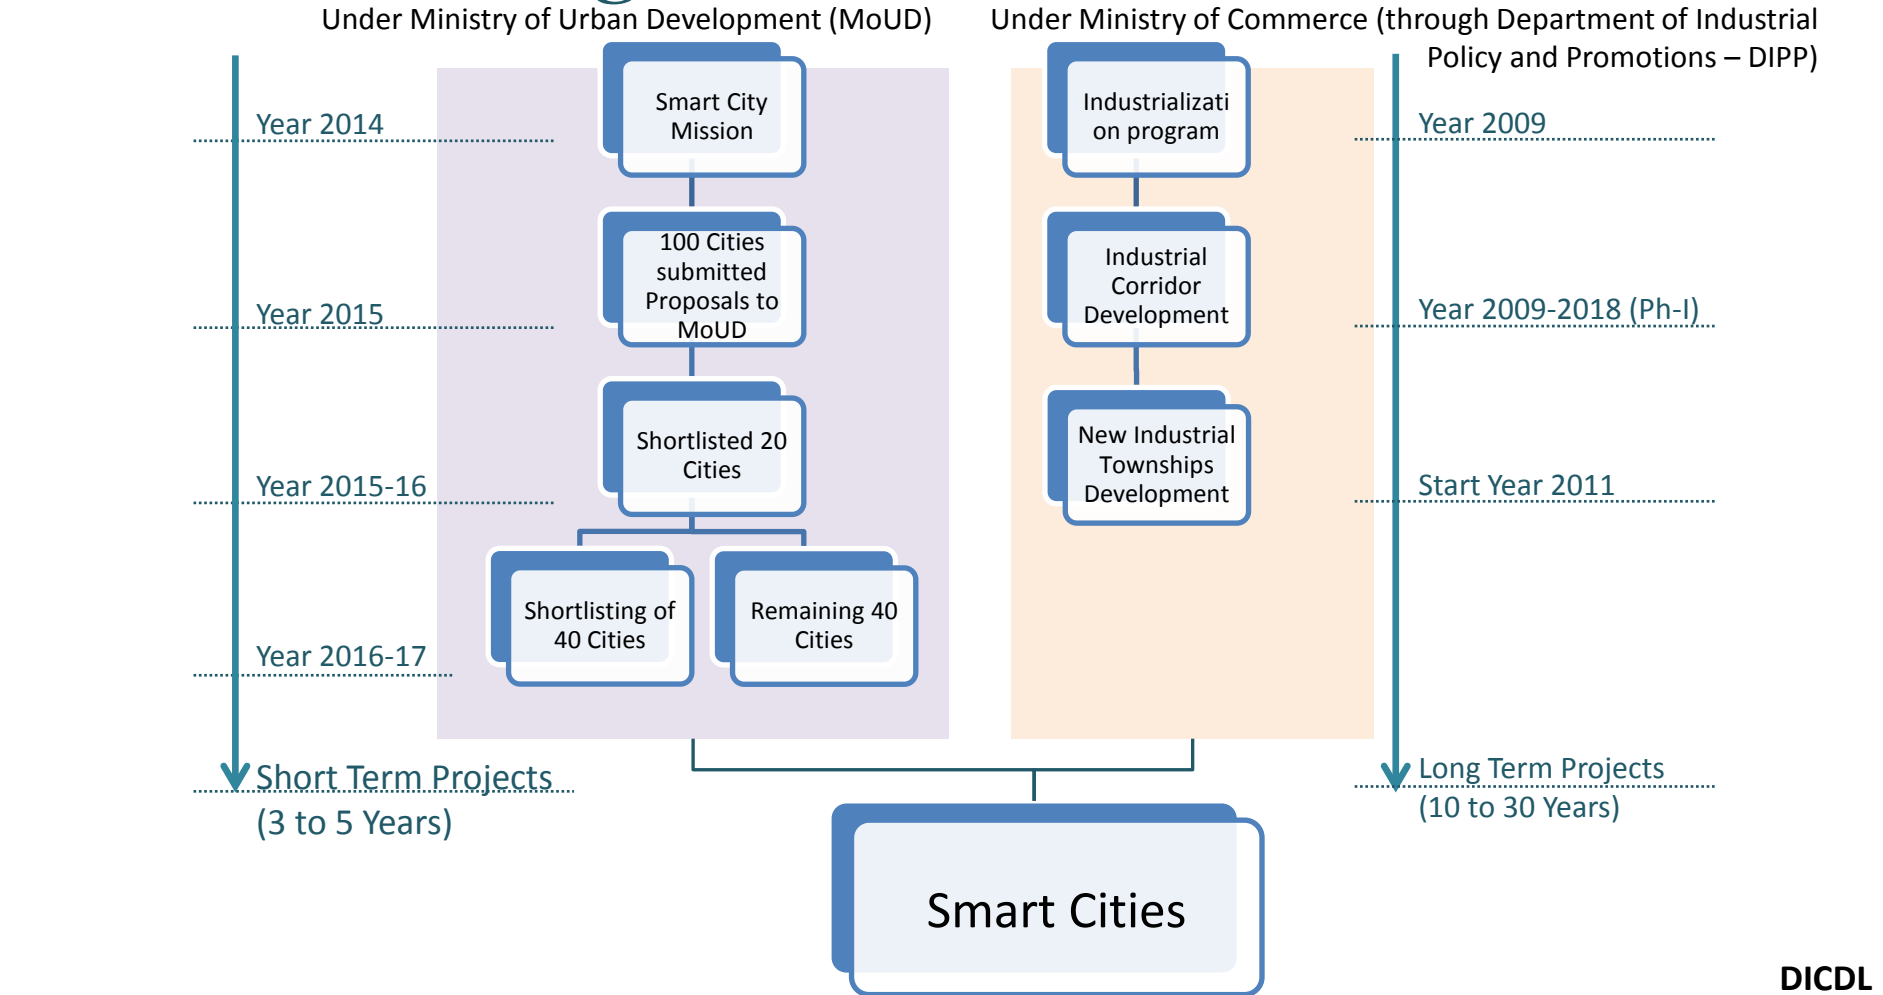 Under Ministry of Urban Development (MoUD)
Under Ministry of Commerce (through Department of Industrial
Policy and Promotions – DIPP)
Year 2014
Smart City
Mission
Year 2015
100 Cities
submitted
Proposals to
MoUD
Year 2015-16
Shortlisted 20
Cities
Year 2016-17
Shortlisting of
40 Cities
Remaining 40
Cities
Short Term Projects
(3 to 5 Years)
Industrializati
on program
Year 2009
Industrial
Corridor
Development
Year 2009-2018 (Ph-I)
New Industrial
Townships
Development
Start Year 2011
Long Term Projects
(10 to 30 Years)
Smart Cities
DICDL